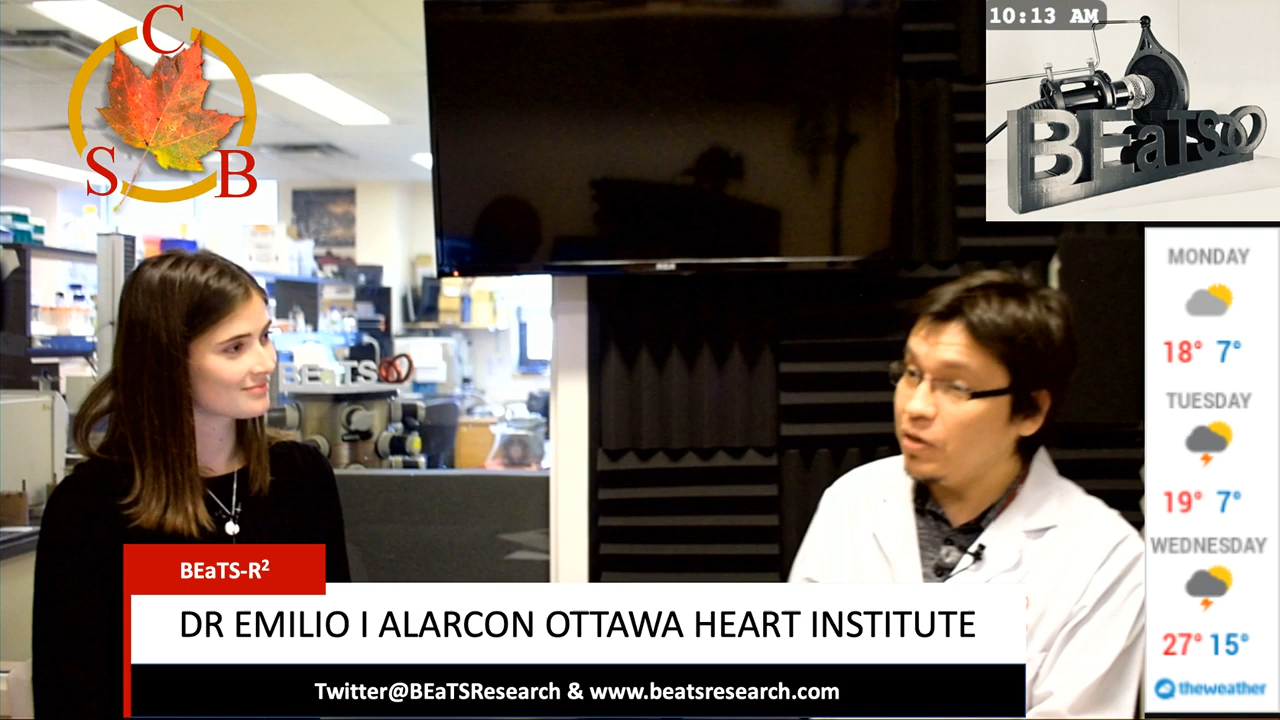 C
S B
10:13 AM
BEaTS
BEaTS
MONDAY
18° 7°
TUESDAY
19° 7°
WEDNESDAY
27° 15°
theweather
BEaTS-R²
DR EMILIO I ALARCON OTTAWA HEART INSTITUTE
Twitter@BEaTSResearch & www.beatsresearch.com